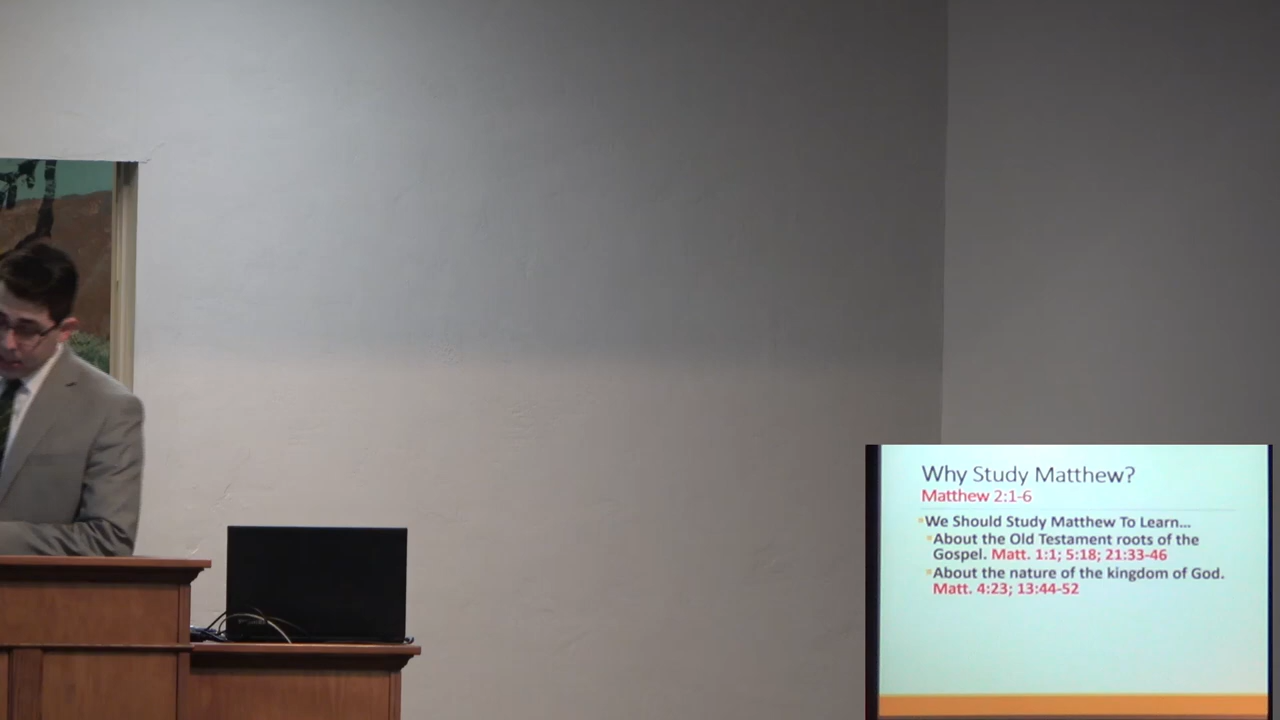 Why Study Matthew?
Matthew 2:1-6
We Should Study Matthew To Learn...
About the Old Testament roots of the
Gospel. Matt. 1:1; 5:18; 21:33-46
About the nature of the kingdom of God.
Matt. 4:23; 13:44-52